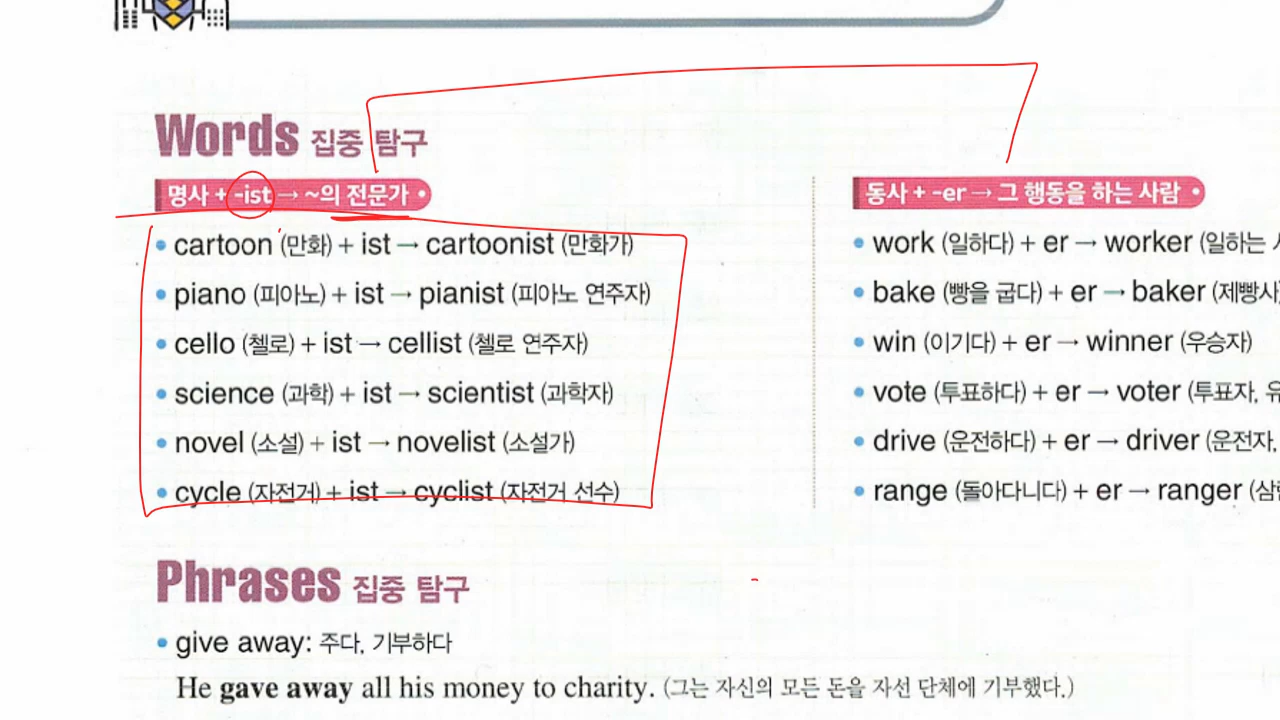 Words 집중 탐구
명사 + -ist → ~의 전문가
• cartoon (만화) + ist → cartoonist (만화가)
• piano (피아노) + ist → pianist (피아노 연주자)
• cello (첼로) + ist → cellist (첼로 연주자)
• science (과학) + ist → scientist (과학자)
• novel (소설) + ist → novelist (소설가)
• cycle (자전거) + ist → cyclist (자전거 선수)
동사 + -er → 그 행동을 하는 사람
• work (일하다) + er → worker (일하는
• bake (빵을 굽다) + er → baker (제빵사
• win (이기다) + er → winner (우승자)
• vote (투표하다) + er → voter (투표자,
• drive (운전하다) + er → driver (운전자,
• range (돌아다니다) + er → ranger
Phrases 집중 탐구
• give away: 주다, 기부하다
He gave away all his money to charity. (그는 자신의 모든 돈을 자선 단체에 기부했다.)